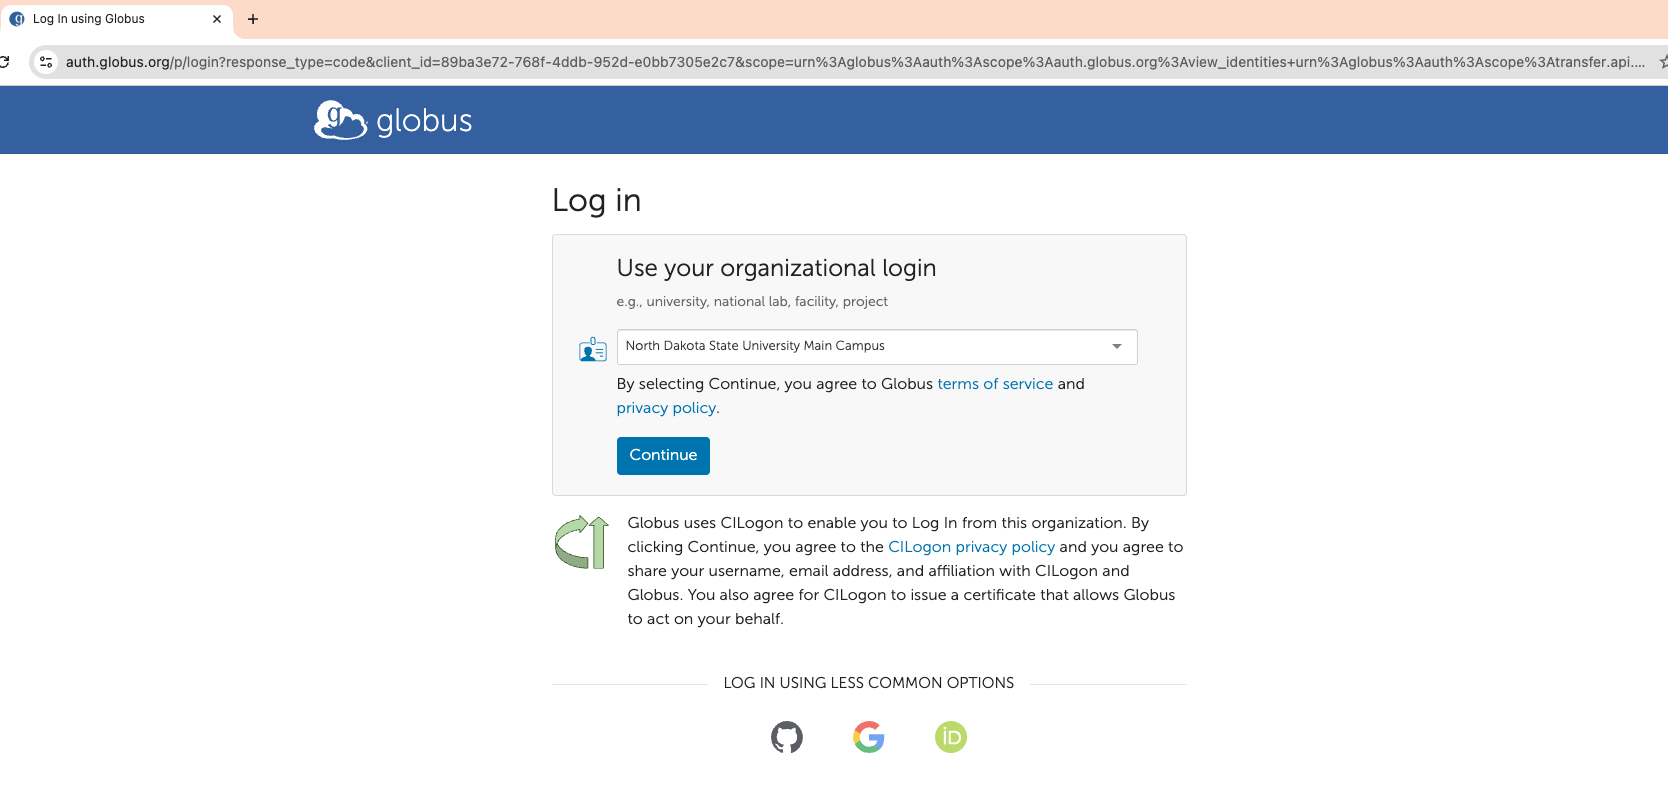 Log In using Globus
auth.globus.org/p/login?response_type=code&client_id=89ba3e72-768f-4ddb-952d-e0bb7305e2c7&scope=urn%3Aglobus%3Aauth%3Ascope%3Aauth.globus.org%3Aview_identities+urn%3Aglobus%3Aauth%3Ascope%3Atransfer.api....
g globus
Log in
Use your organizational login
e.g., university, national lab, facility, project
North Dakota State University Main Campus
By selecting Continue, you agree to Globus terms of service and
privacy policy.
Continue
Globus uses CILogon to enable you to Log In from this organization. By
clicking Continue, you agree to the CILogon privacy policy and you agree to
share your username, email address, and affiliation with CILogon and
Globus. You also agree for CILogon to issue a certificate that allows Globus
to act on your behalf.
LOG IN USING LESS COMMON OPTIONS
G iD